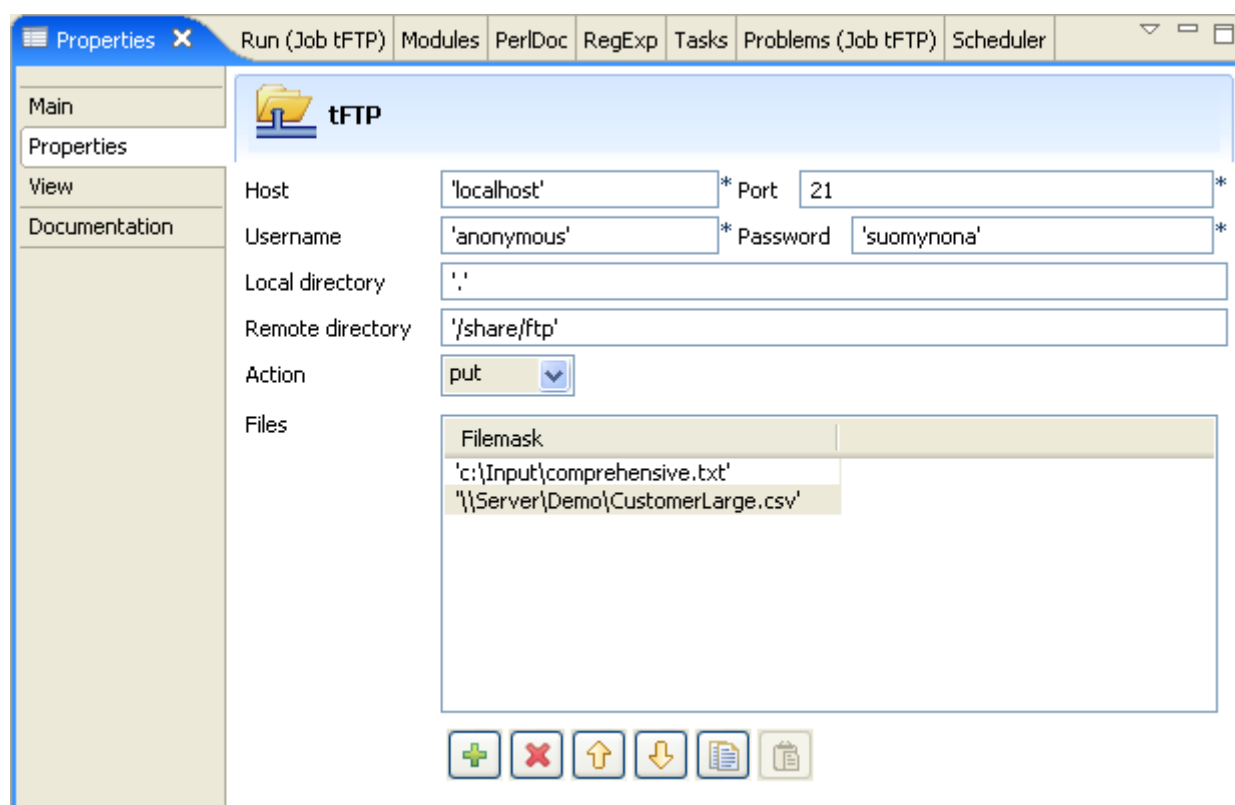 Properties Run (Job tFTP) Modules PerlDoc RegExp Tasks Problems (Job tFTP) Scheduler
Main
Properties
View
Documentation
tFTP
Host 'localhost' * Port 21 *
Username 'anonymous' * Password 'suomynona' *
Local directory '.'
Remote directory '/share/ftp'
Action put
Files
Filemask
'c:\Input\comprehensive.txt'
'\\Server\Demo\CustomerLarge.csv'